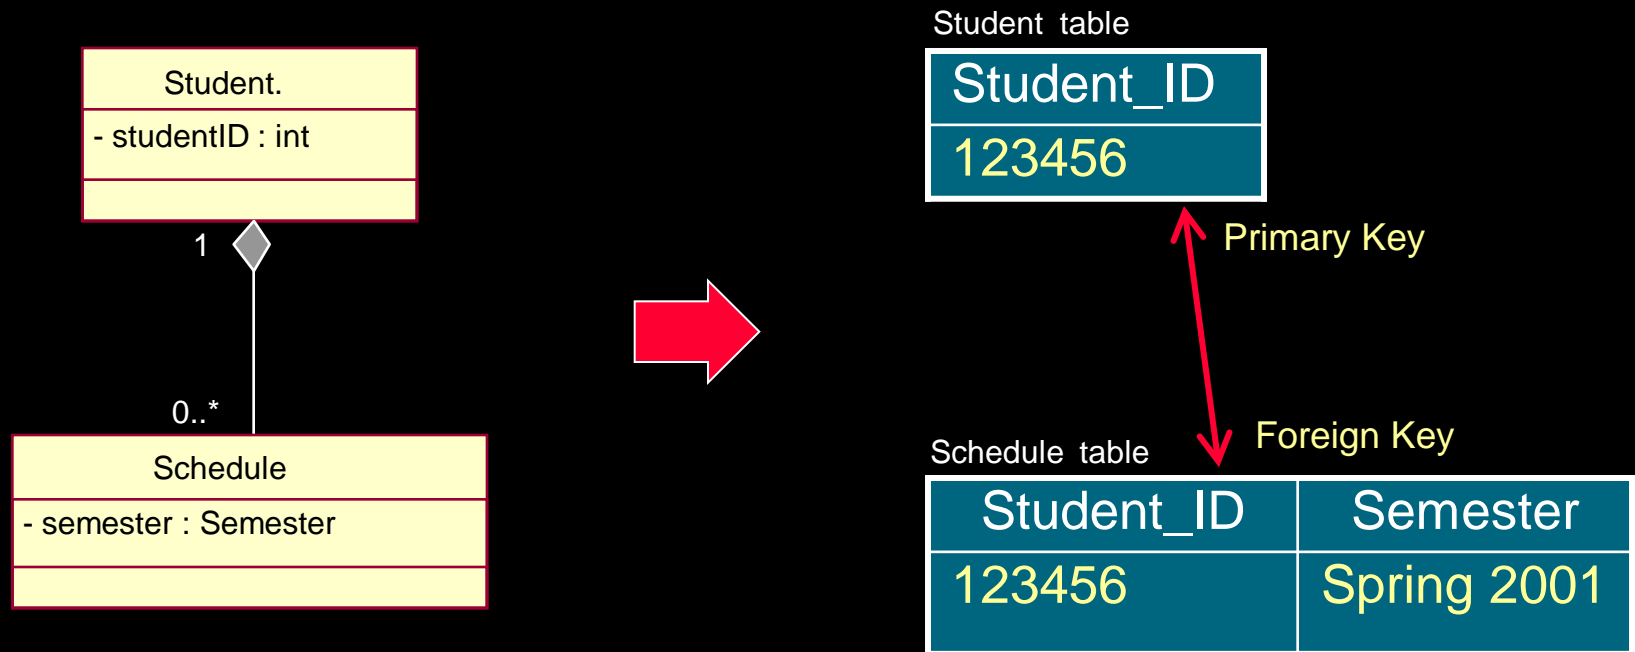 Student.
- studentID : int
1
0..*
Schedule
- semester : Semester
Student table
Student_ID
123456
Primary Key
Foreign Key
Schedule table
Student_ID Semester
123456 Spring 2001